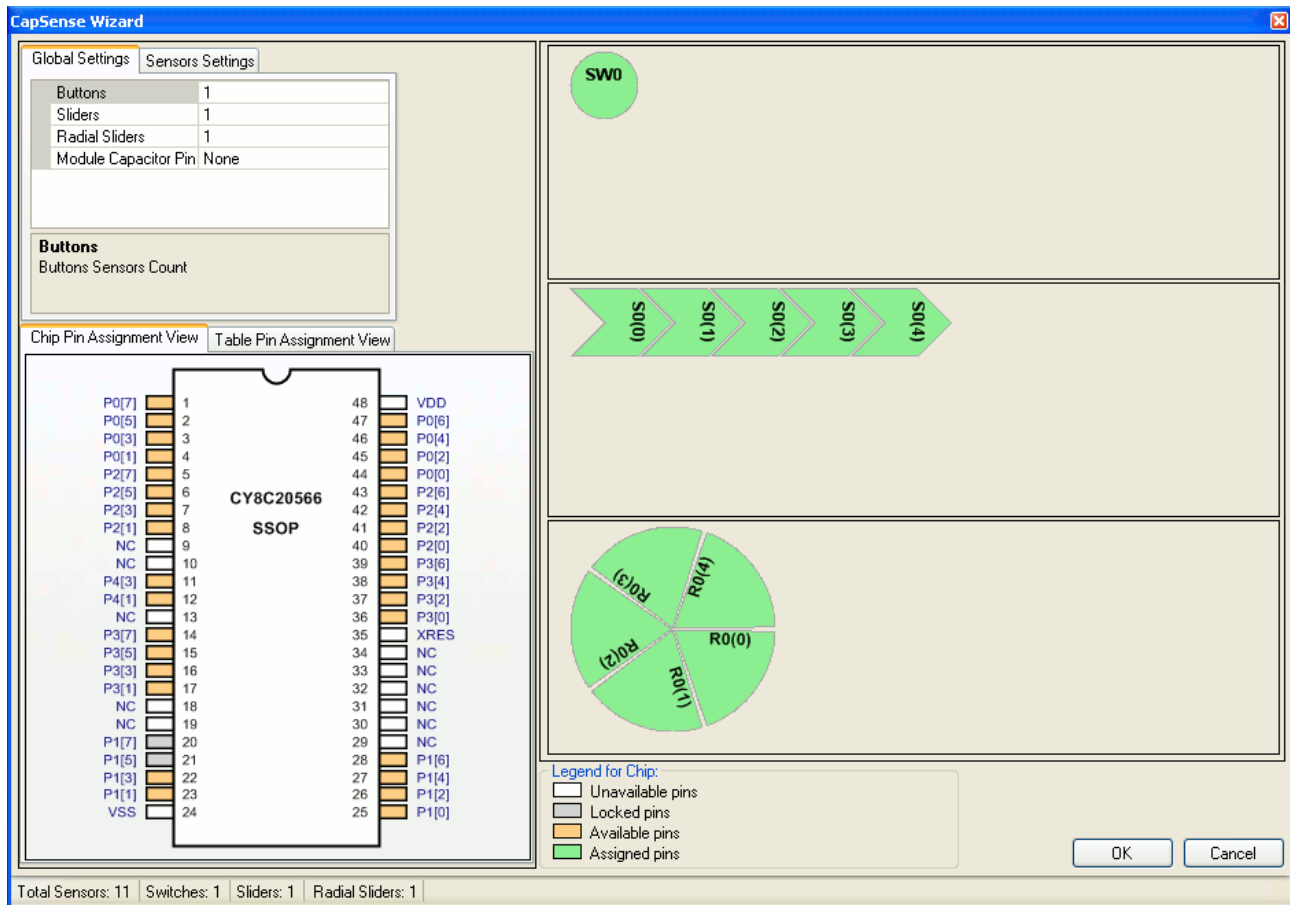 CapSense Wizard
Global Settings Sensors Settings
Buttons 1
Sliders 1
Radial Sliders 1
Module Capacitor Pin None
Buttons
Buttons Sensors Count
Chip Pin Assignment View Table Pin Assignment View
P0[7] 1 48 VDD
P0[5] 2 47 P0[6]
P0[3] 3 46 P0[4]
P0[1] 4 45 P0[2]
P2[7] 5 44 P0[0]
P2[5] 6 43 P2[6]
CY8C20566
P2[3] 7 42 P2[4]
P2[1] 8 SSOP 41 P2[2]
NC 9 40 P2[0]
NC 10 39 P3[6]
P4[3] 11 38 P3[4]
P4[1] 12 37 P3[2]
NC 13 36 P3[0]
P3[7] 14 35 XRES
P3[5] 15 34 NC
P3[3] 16 33 NC
P3[1] 17 32 NC
NC 18 31 NC
NC 19 30 NC
P1[7] 20 29 NC
P1[5] 21 28 P1[6]
P1[3] 22 27 P1[4]
P1[1] 23 26 P1[2]
VSS 24 25 P1[0]
SW0
S0(0) S0(1) S0(2) S0(3) S0(4)
R0(3) R0(4)
R0(0)
R0(2) R0(1)
Legend for Chip:
Unavailable pins
Locked pins
Available pins
Assigned pins
OK Cancel
Total Sensors: 11 Switches: 1 Sliders: 1 Radial Sliders: 1